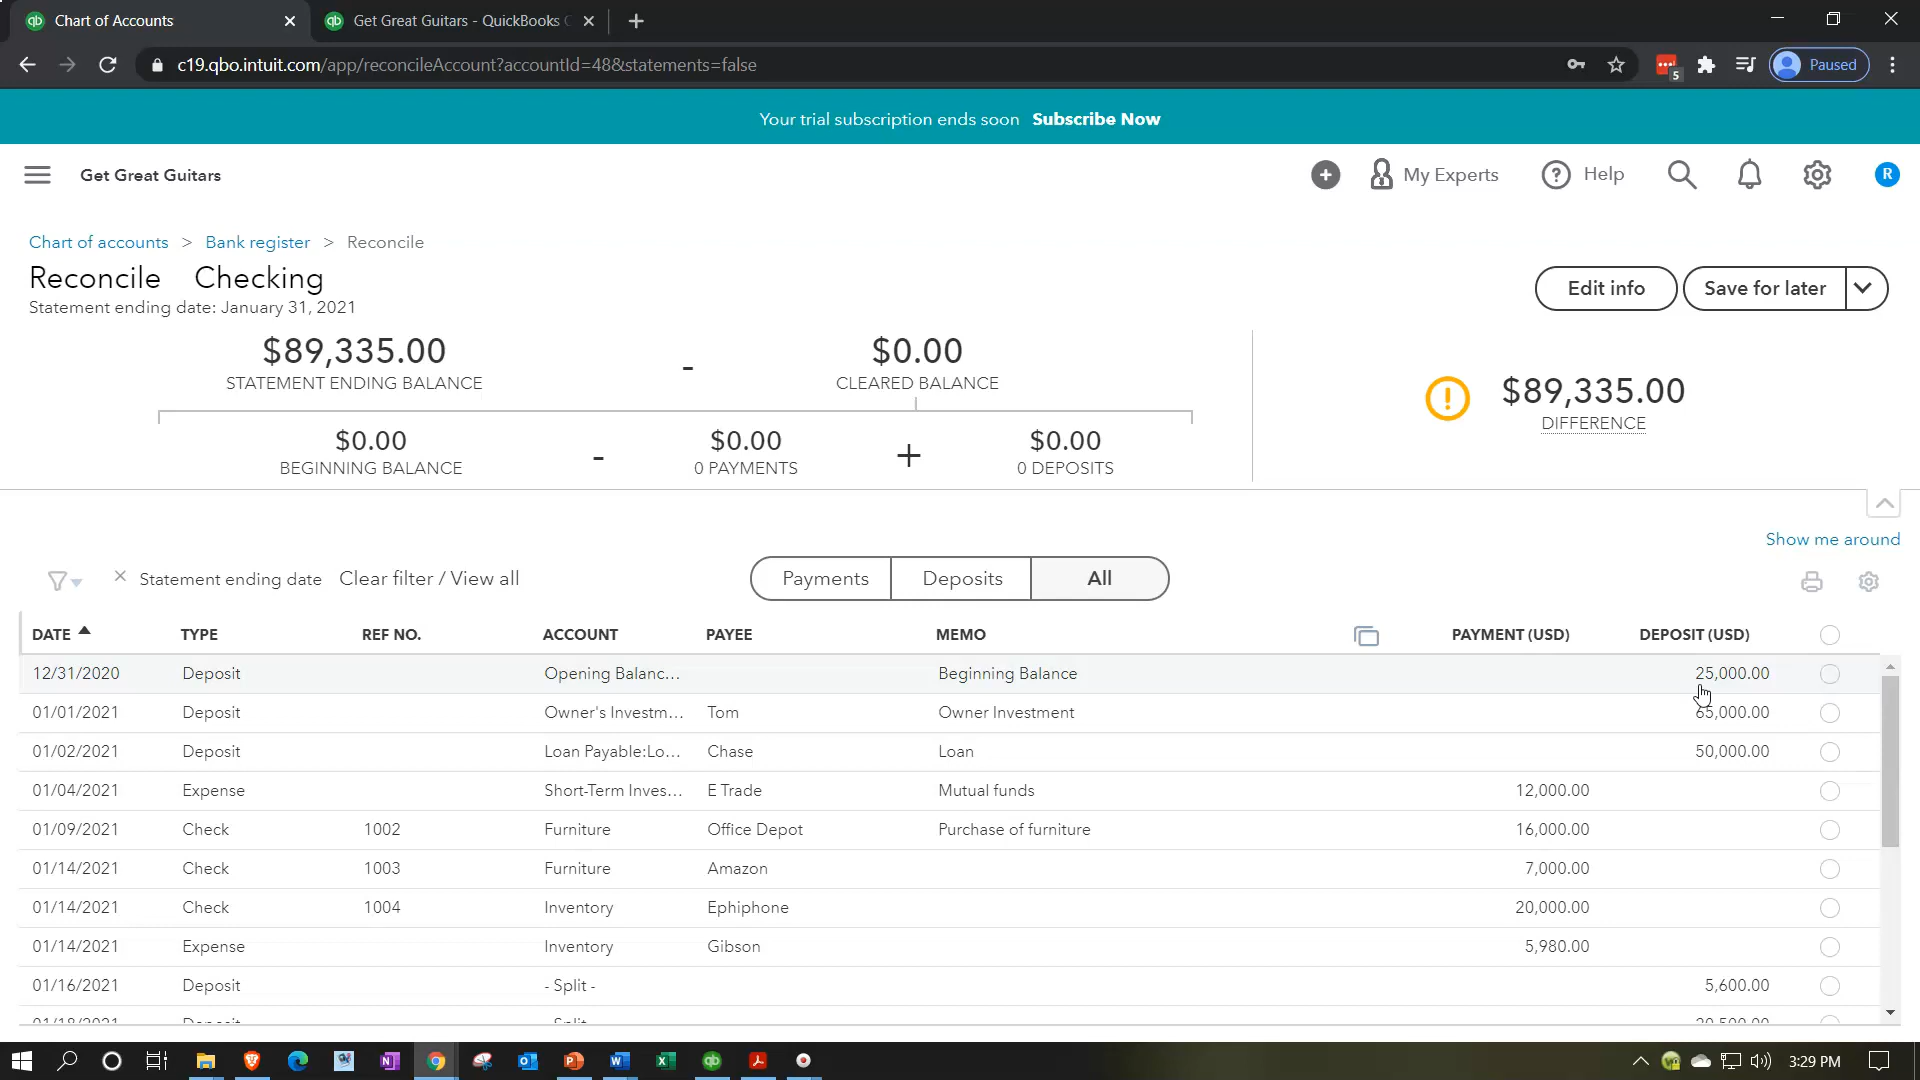 Chart of Accounts
Get Great Guitars - QuickBooks
c19.qbo.intuit.com/app/reconcileAccount?accountId=48&statements=false
5
Paused
Your trial subscription ends soon Subscribe Now
Get Great Guitars
My Experts
Help
R
Chart of accounts > Bank register > Reconcile
Reconcile Checking
Statement ending date: January 31, 2021
Edit info
Save for later
$89,335.00
STATEMENT ENDING BALANCE
-
$0.00
CLEARED BALANCE
$0.00
BEGINNING BALANCE
-
$0.00
0 PAYMENTS
+
$0.00
0 DEPOSITS
$89,335.00
DIFFERENCE
Show me around
Statement ending date Clear filter / View all
Payments Deposits All
DATE TYPE REF NO. ACCOUNT PAYEE MEMO PAYMENT (USD) DEPOSIT (USD)
12/31/2020 Deposit Opening Balanc... Beginning Balance 25,000.00
01/01/2021 Deposit Owner's Investm... Tom Owner Investment 65,000.00
01/02/2021 Deposit Loan Payable:Lo... Chase Loan 50,000.00
01/04/2021 Expense Short-Term Inves... E Trade Mutual funds 12,000.00
01/09/2021 Check 1002 Furniture Office Depot Purchase of furniture 16,000.00
01/14/2021 Check 1003 Furniture Amazon 7,000.00
01/14/2021 Check 1004 Inventory Ephiphone 20,000.00
01/14/2021 Expense Inventory Gibson 5,980.00
01/16/2021 Deposit - Split - 5,600.00
3:29 PM